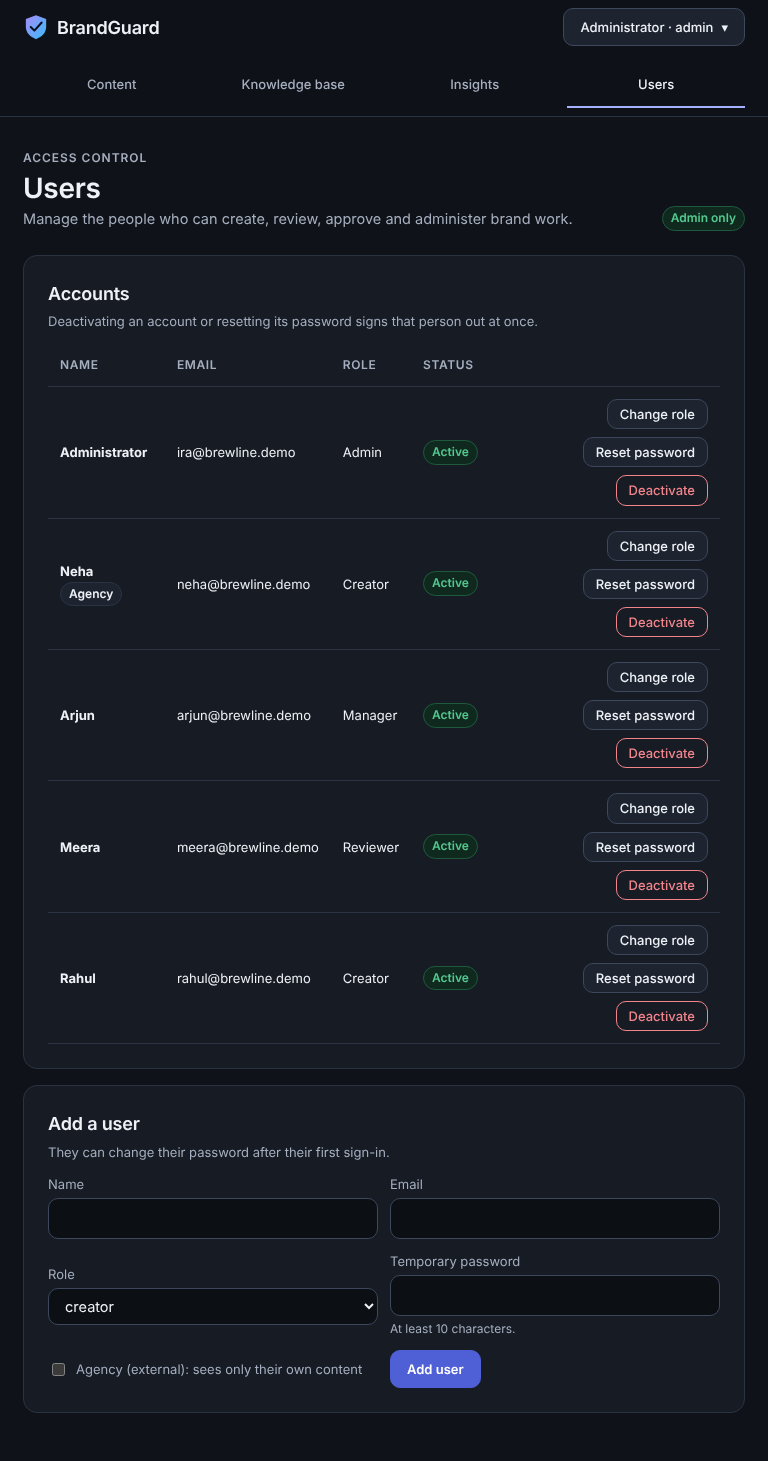 BrandGuard
Administrator · admin ▾
Content Knowledge base Insights Users
ACCESS CONTROL
Users
Manage the people who can create, review, approve and administer brand work.
Admin only
Accounts
Deactivating an account or resetting its password signs that person out at once.
NAME EMAIL ROLE STATUS
Change role
Administrator ira@brewline.demo Admin Active Reset password
Deactivate
Change role
Neha
neha@brewline.demo Creator Active Reset password
Agency
Deactivate
Change role
Arjun arjun@brewline.demo Manager Active Reset password
Deactivate
Change role
Meera meera@brewline.demo Reviewer Active Reset password
Deactivate
Change role
Rahul rahul@brewline.demo Creator Active Reset password
Deactivate
Add a user
They can change their password after their first sign-in.
Name Email
Temporary password
Role
creator
At least 10 characters.
Agency (external): sees only their own content
Add user